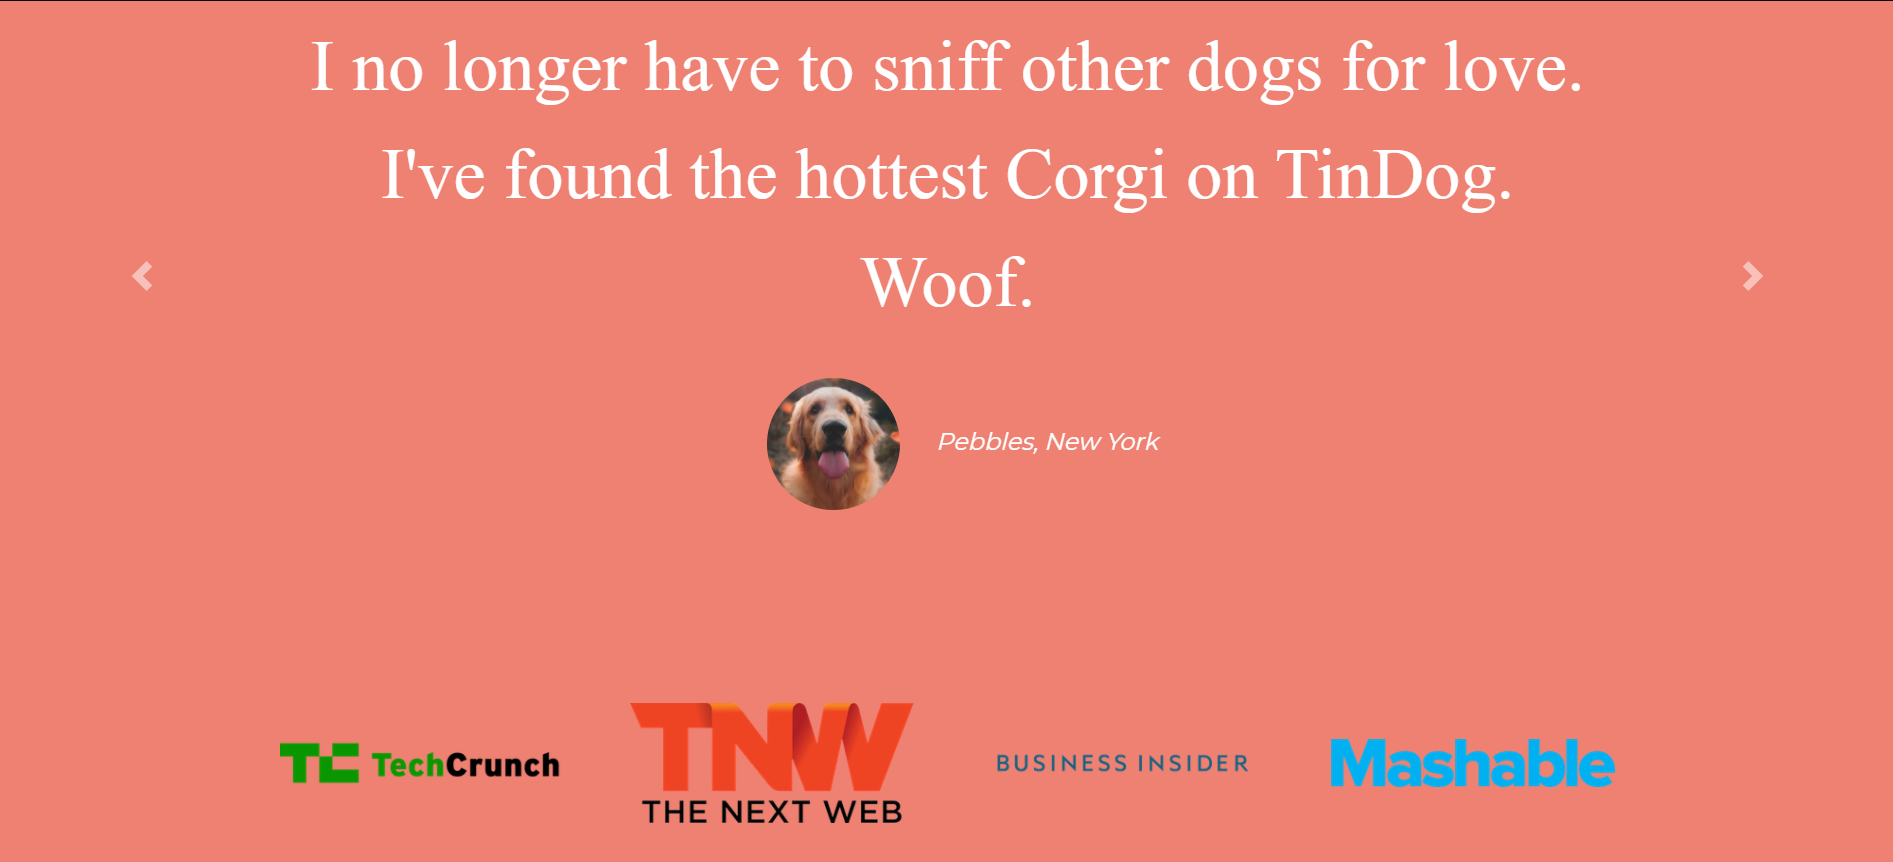 I no longer have to sniff other dogs for love.
I've found the hottest Corgi on TinDog.
Woof.
Pebbles, New York
TC TechCrunch
TNW
THE NEXT WEB
BUSINESS INSIDER
Mashable